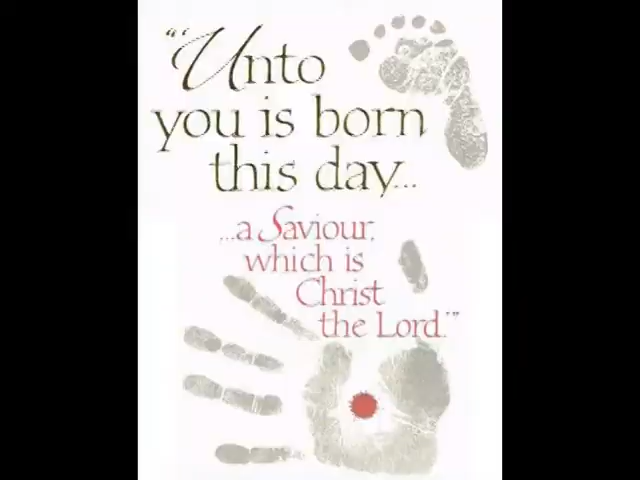 "'Unto
you is born
this day...
...a Saviour,
which is
Christ
the Lord.'"